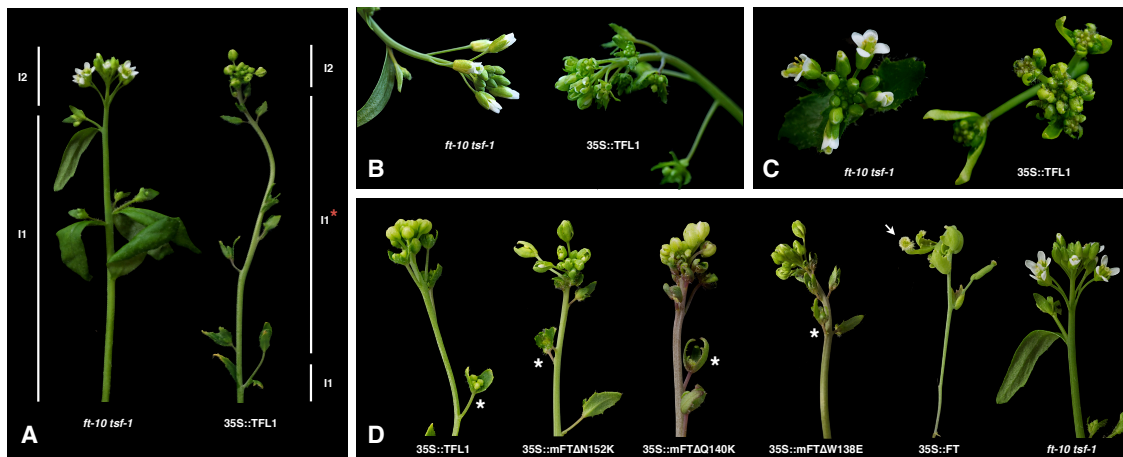 I2
I1
I2
I1*
I1
A
ft-10 tsf-1
35S::TFL1
B
ft-10 tsf-1
35S::TFL1
C
ft-10 tsf-1
35S::TFL1
*
*
*
*
D
35S::TFL1
35S::mFTΔN152K
35S::mFTΔQ140K
35S::mFTΔW138E
35S::FT
ft-10 tsf-1